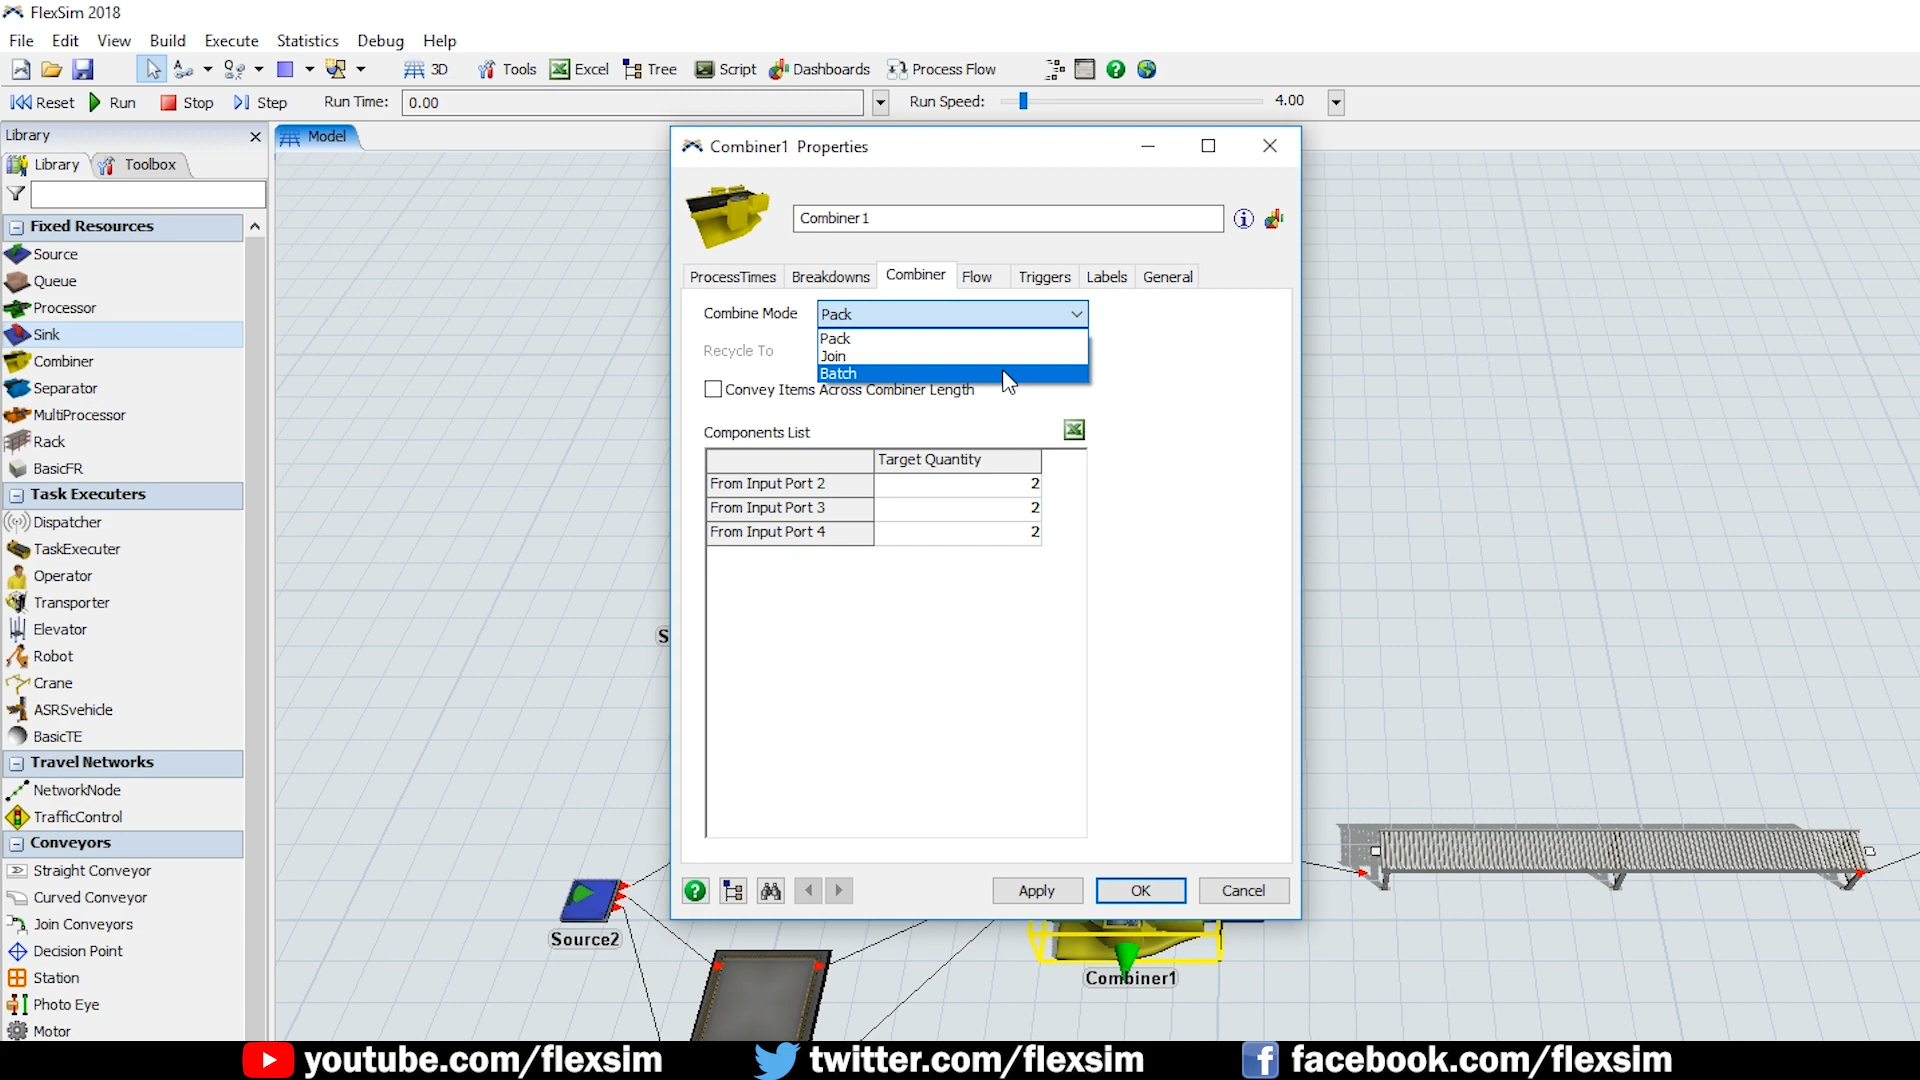 FlexSim 2018
File Edit View Build Execute Statistics Debug Help
3D Tools Excel Tree Script Dashboards Process Flow
Reset Run Stop Step Run Time: 0.00 Run Speed: 4.00
Library
Model
Library Toolbox
Fixed Resources
Source
Queue
Processor
Sink
Combiner
Separator
MultiProcessor
Rack
BasicFR
Task Executers
Dispatcher
TaskExecuter
Operator
Transporter
Elevator
Robot
Crane
ASRSvehicle
BasicTE
Travel Networks
NetworkNode
TrafficControl
Conveyors
Straight Conveyor
Curved Conveyor
Join Conveyors
Decision Point
Station
Photo Eye
Motor
Combiner1 Properties
Combiner1
ProcessTimes Breakdowns Combiner Flow Triggers Labels General
Combine Mode Pack
Pack
Recycle To
Join
Batch
Convey Items Across Combiner Length
Components List
Target Quantity
From Input Port 2 2
From Input Port 3 2
From Input Port 4 2
Apply OK Cancel
S
Source2
Combiner1
youtube.com/flexsim twitter.com/flexsim facebook.com/flexsim